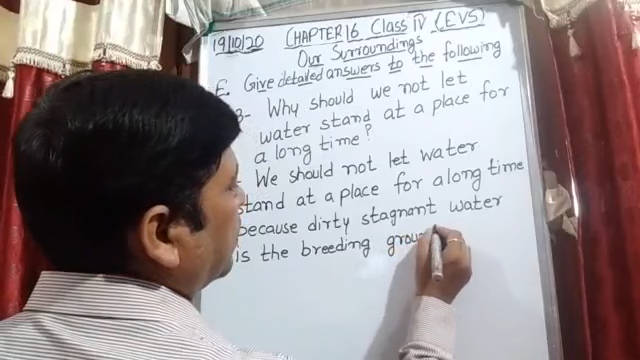 19/10/20 CHAPTER 16 Class IV (EVS)
Our Surroundings
E. Give detailed answers to the following
3- Why should we not let
water stand at a place for
a long time?
We should not let water
stand at a place for a long time
because dirty stagnant water
is the breeding